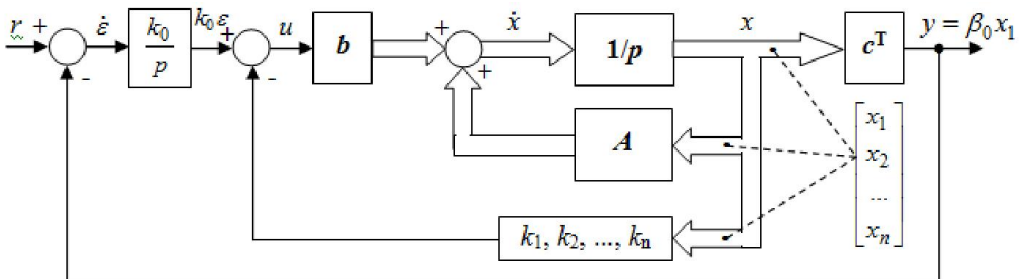 r + ε̇ k₀/p k₀ε + u b + ẋ 1/p x cᵀ y = β₀x₁
- - +
A
x₁
x₂
...
xₙ
k₁, k₂, ..., kₙ